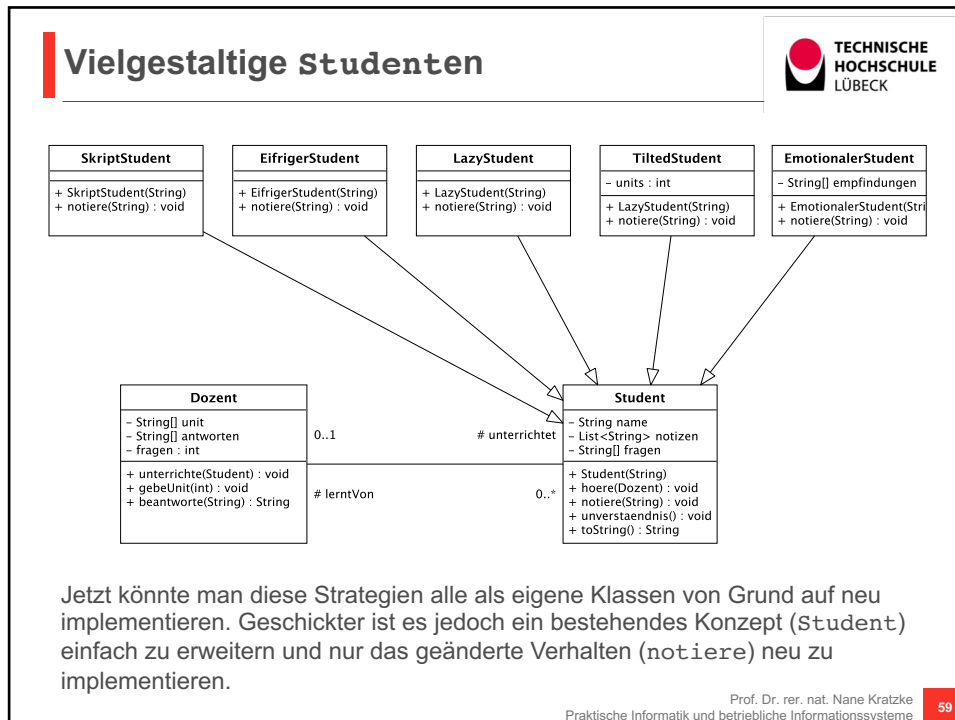 Vielgestaltige Studenten
TECHNISCHE
HOCHSCHULE
LÜBECK
SkriptStudent
+ SkriptStudent(String)
+ notiere(String) : void
EifrigerStudent
+ EifrigerStudent(String)
+ notiere(String) : void
LazyStudent
+ LazyStudent(String)
+ notiere(String) : void
TiltedStudent
– units : int
+ LazyStudent(String)
+ notiere(String) : void
EmotionalerStudent
– String[] empfindungen
+ EmotionalerStudent(Stri
+ notiere(String) : void
Dozent
– String[] unit
– String[] antworten
– fragen : int
+ unterrichte(Student) : void
+ gebeUnit(int) : void
+ beantworte(String) : String
0..1
# unterrichtet
# lerntVon
0..*
Student
– String name
– List<String> notizen
– String[] fragen
+ Student(String)
+ hoere(Dozent) : void
+ notiere(String) : void
+ unverstaendnis() : void
+ toString() : String
Jetzt könnte man diese Strategien alle als eigene Klassen von Grund auf neu
implementieren. Geschickter ist es jedoch ein bestehendes Konzept (Student)
einfach zu erweitern und nur das geänderte Verhalten (notiere) neu zu
implementieren.
Prof. Dr. rer. nat. Nane Kratzke
Praktische Informatik und betriebliche Informationssysteme
59